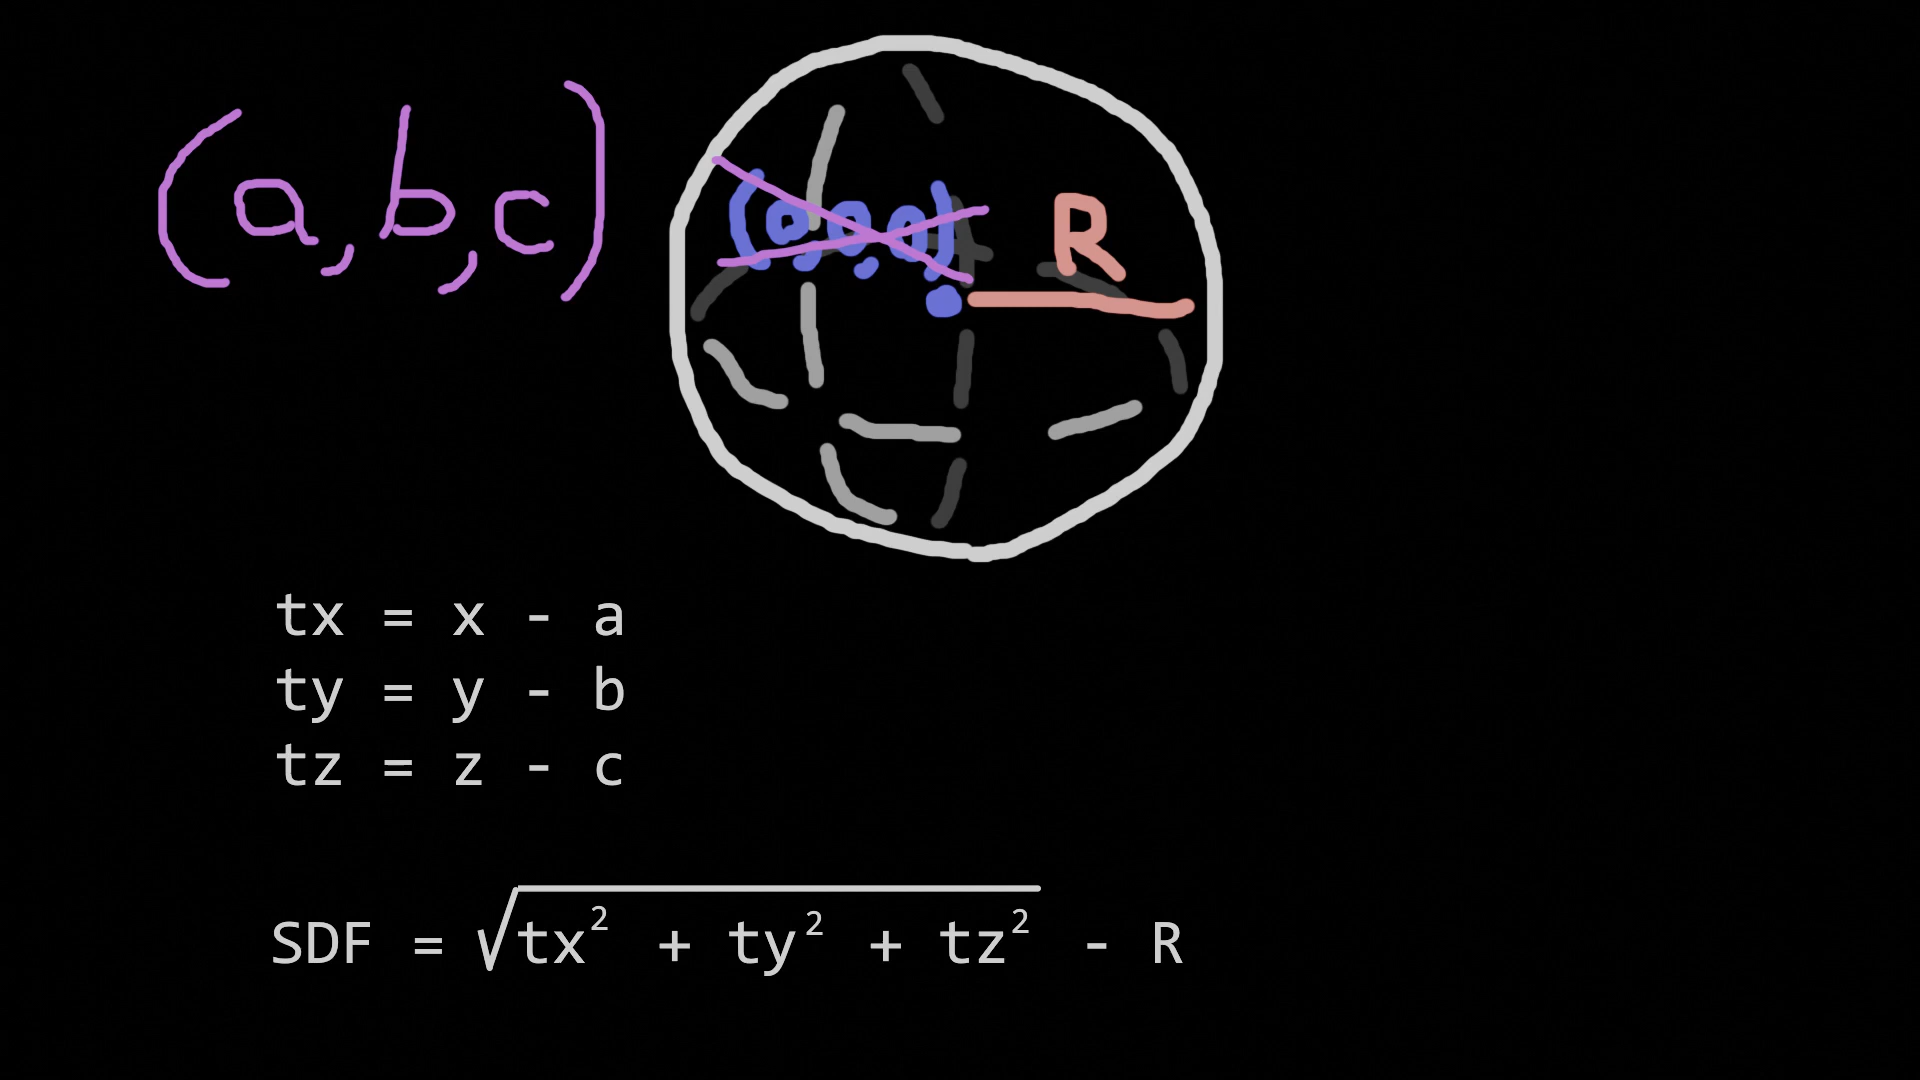 (a,b,c)
(0,0,0)
R
tx = x - a
ty = y - b
tz = z - c
SDF = √tx² + ty² + tz² - R